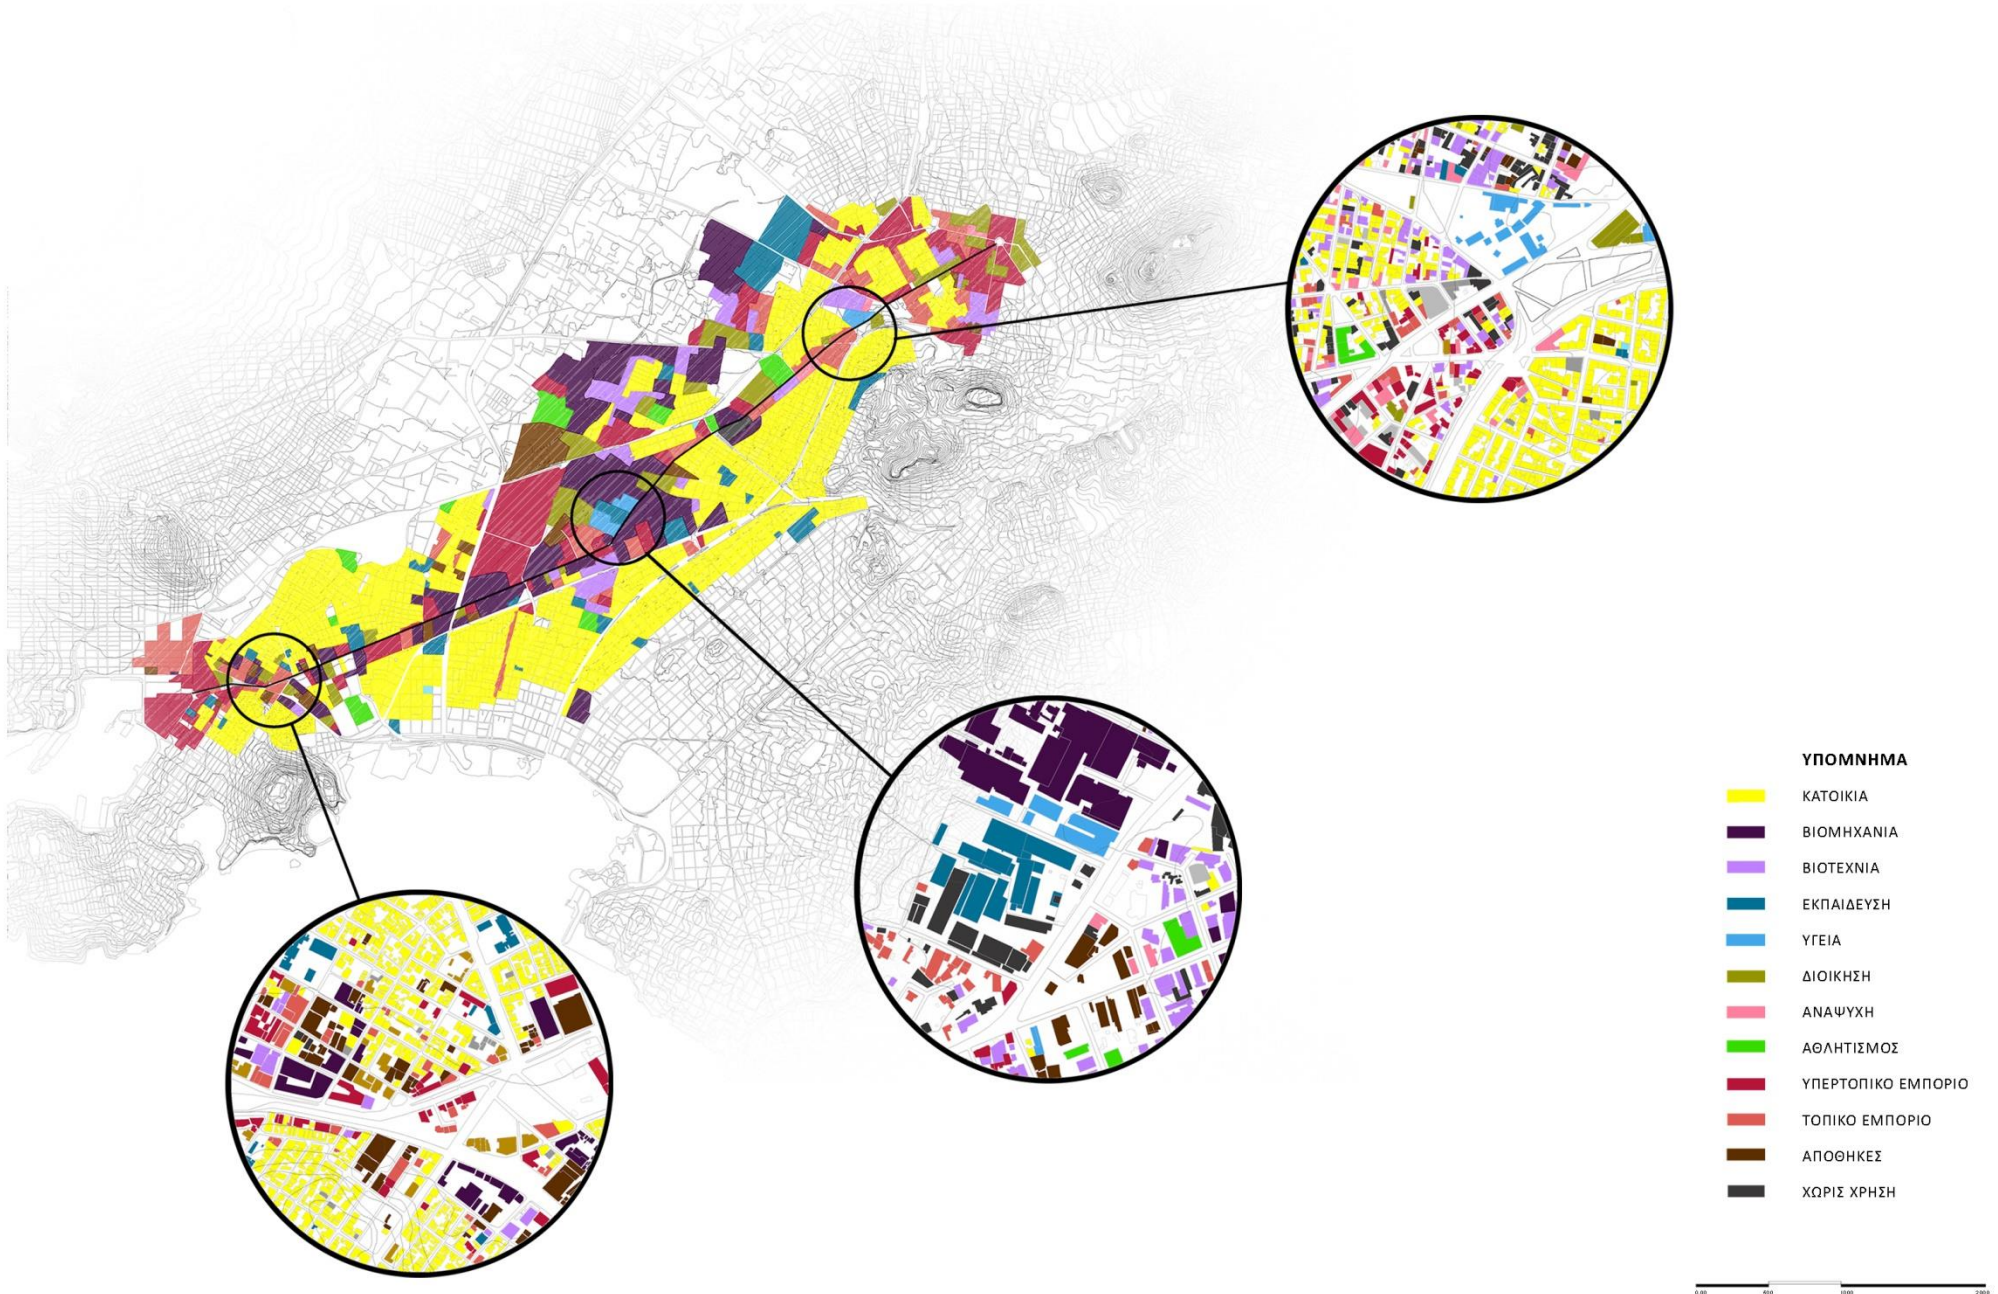 ΥΠΟΜΝΗΜΑ
ΚΑΤΟΙΚΙΑ
ΒΙΟΜΗΧΑΝΙΑ
ΒΙΟΤΕΧΝΙΑ
ΕΚΠΑΙΔΕΥΣΗ
ΥΓΕΙΑ
ΔΙΟΙΚΗΣΗ
ΑΝΑΨΥΧΗ
ΑΘΛΗΤΙΣΜΟΣ
ΥΠΕΡΤΟΠΙΚΟ ΕΜΠΟΡΙΟ
ΤΟΠΙΚΟ ΕΜΠΟΡΙΟ
ΑΠΟΘΗΚΕΣ
ΧΩΡΙΣ ΧΡΗΣΗ